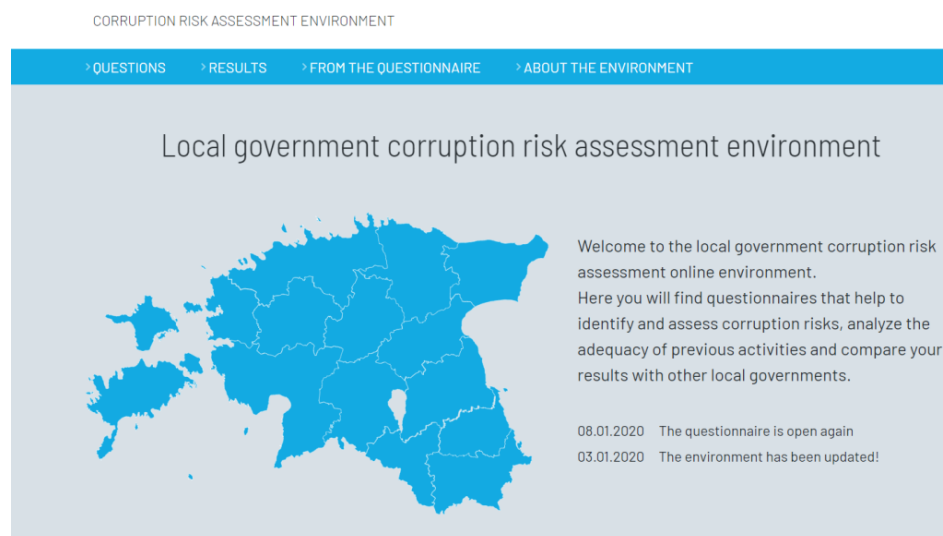 CORRUPTION RISK ASSESSMENT ENVIRONMENT
> QUESTIONS > RESULTS > FROM THE QUESTIONNAIRE > ABOUT THE ENVIRONMENT
Local government corruption risk assessment environment
Welcome to the local government corruption risk
assessment online environment.
Here you will find questionnaires that help to
identify and assess corruption risks, analyze the
adequacy of previous activities and compare your
results with other local governments.
08.01.2020 The questionnaire is open again
03.01.2020 The environment has been updated!